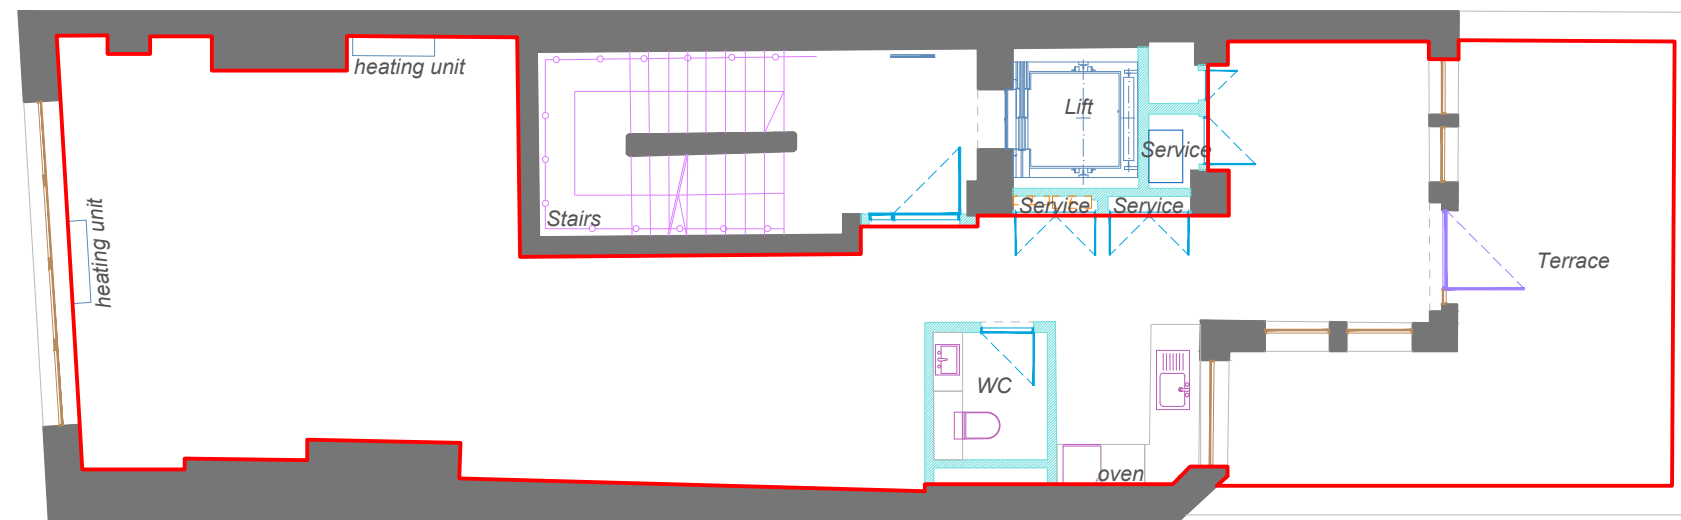 heating unit
Lift
Service
Service
Service
Stairs
heating unit
Terrace
WC
oven